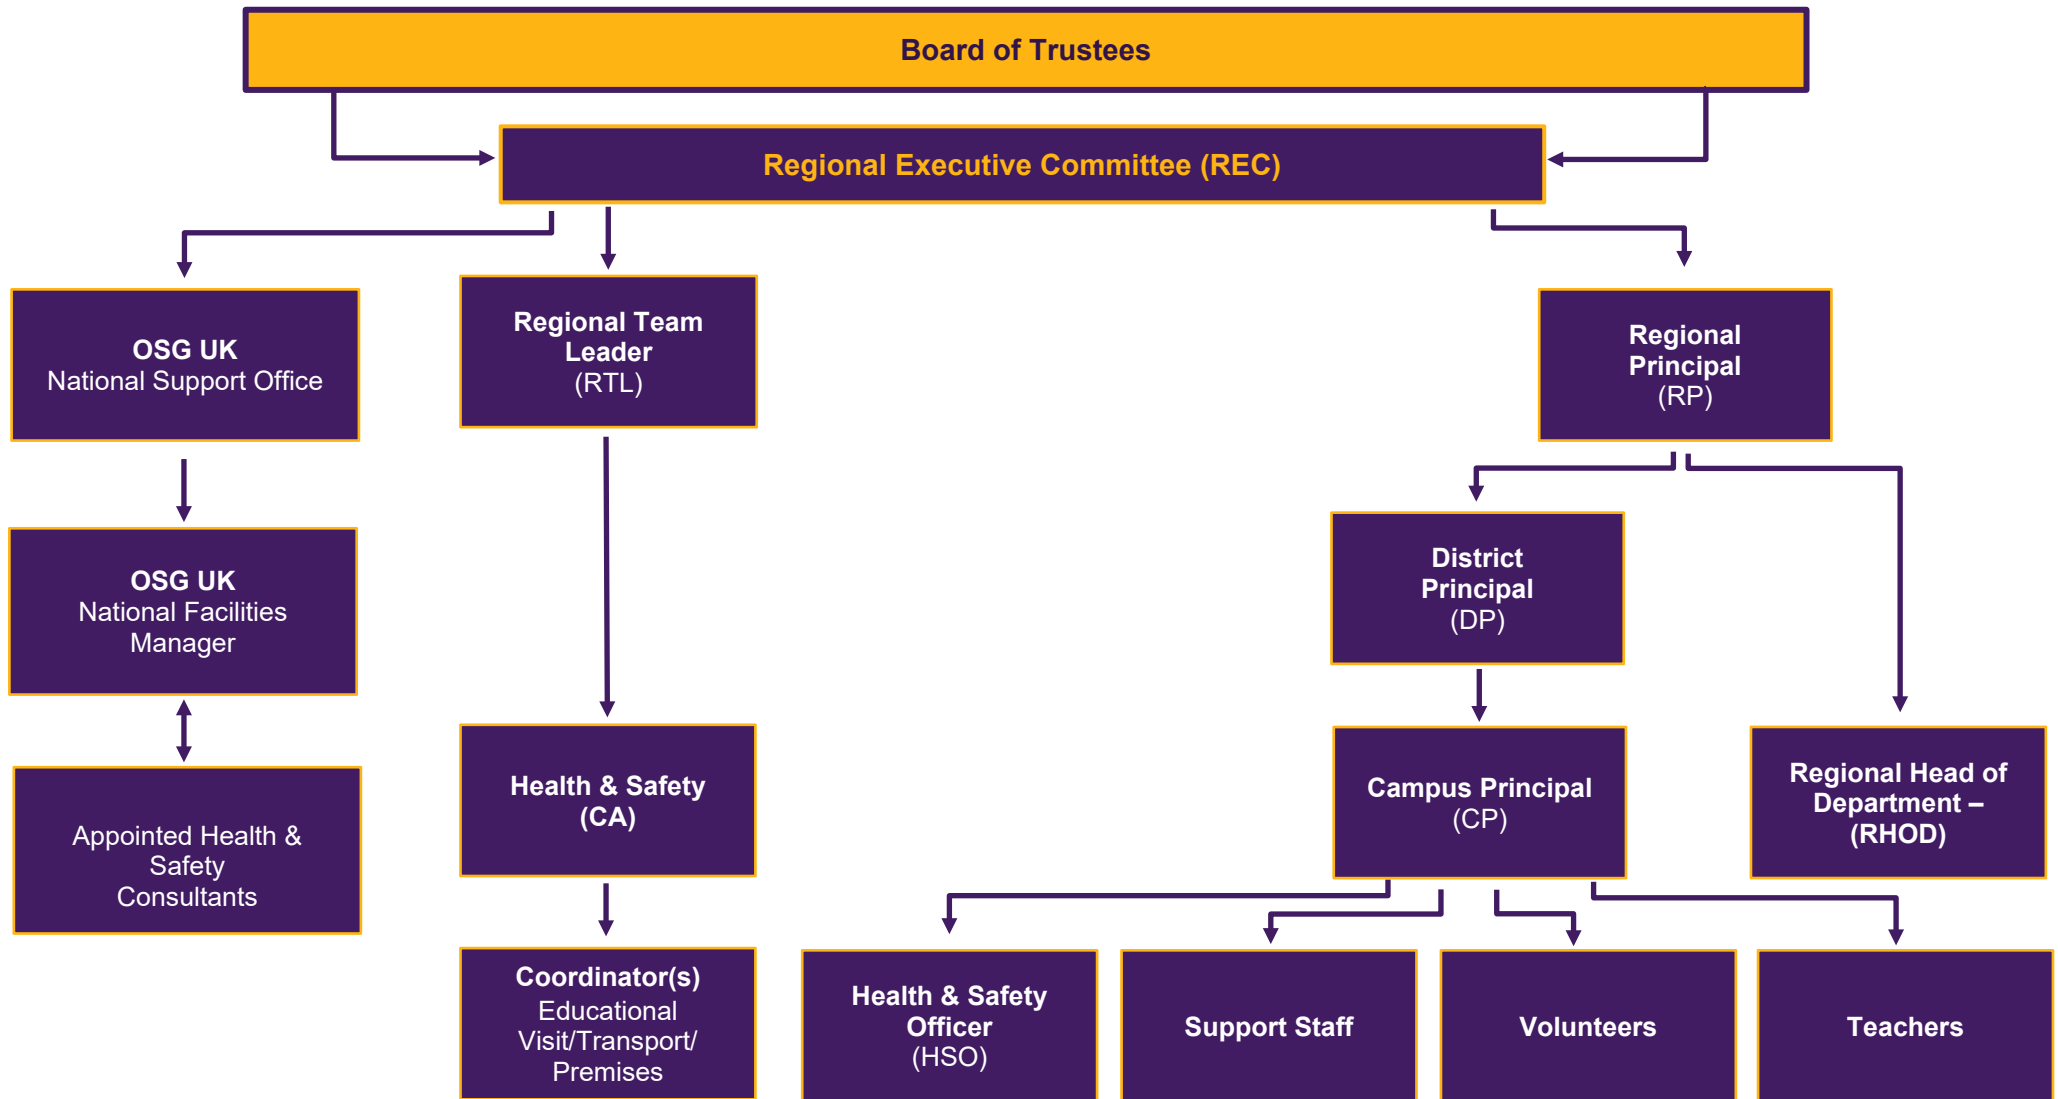 Board of Trustees
Regional Executive Committee (REC)
OSG UK
National Support Office
Regional Team
Leader
(RTL)
Regional
Principal
(RP)
OSG UK
National Facilities
Manager
District
Principal
(DP)
Appointed Health &
Safety
Consultants
Health & Safety
(CA)
Campus Principal
(CP)
Regional Head of
Department –
(RHOD)
Coordinator(s)
Educational
Visit/Transport/
Premises
Health & Safety
Officer
(HSO)
Support Staff
Volunteers
Teachers